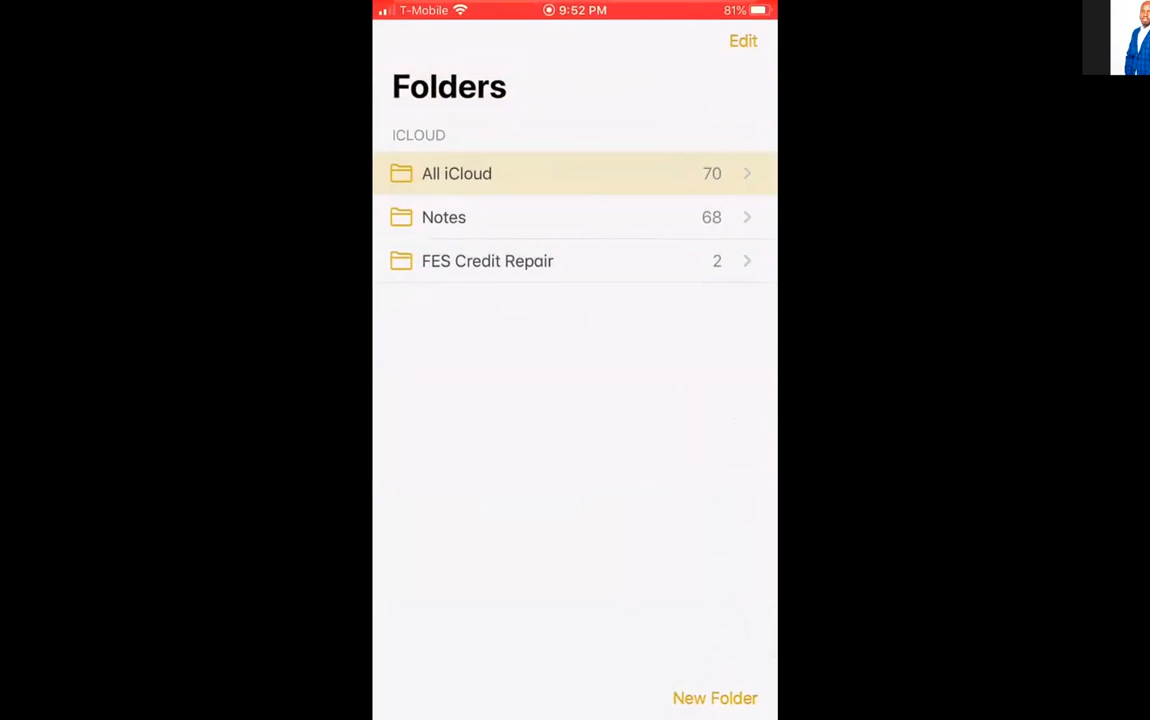 T-Mobile 9:52 PM 81%
Edit
Folders
ICLOUD
All iCloud 70
Notes 68
FES Credit Repair 2
New Folder